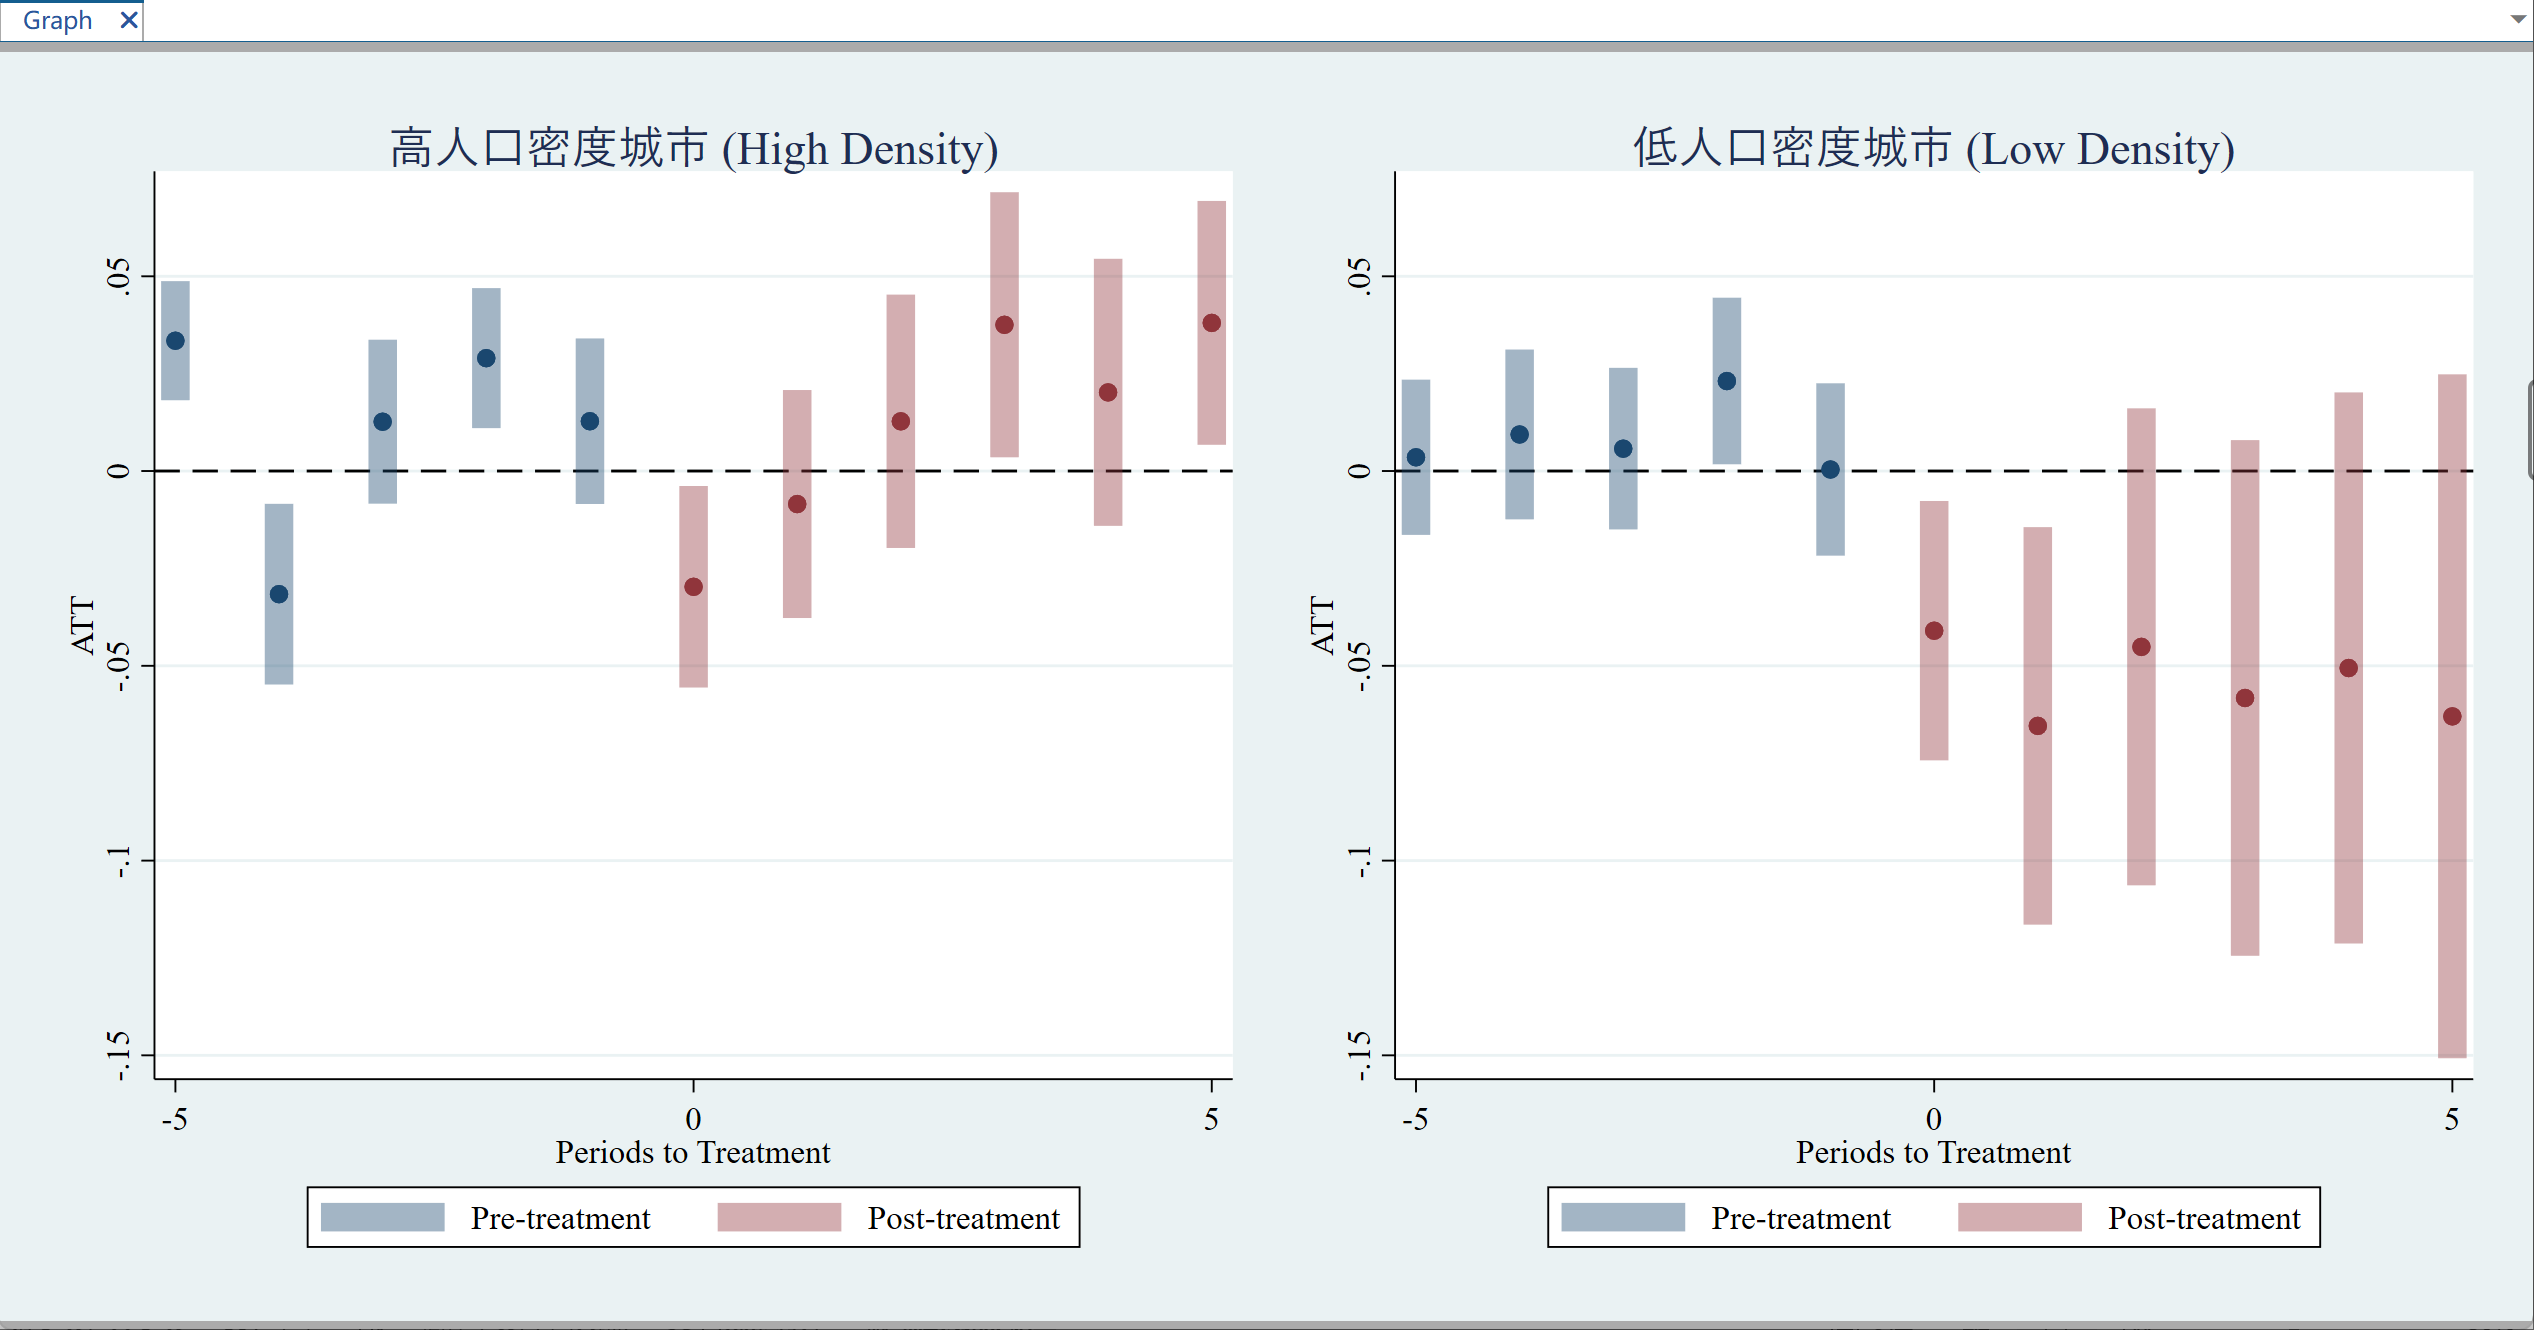 Graph
高人口密度城市 (High Density)
.05
0
-.05
-.1
-.15
ATT
-5 0 5
Periods to Treatment
Pre-treatment Post-treatment
低人口密度城市 (Low Density)
.05
0
-.05
-.1
-.15
ATT
-5 0 5
Periods to Treatment
Pre-treatment Post-treatment